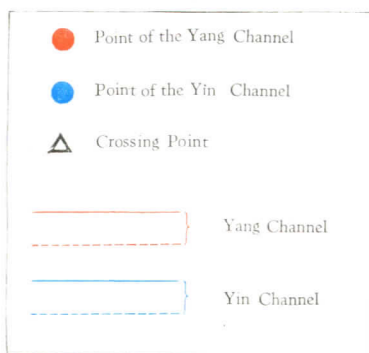 Point of the Yang Channel
Point of the Yin Channel
Crossing Point
Yang Channel
Yin Channel